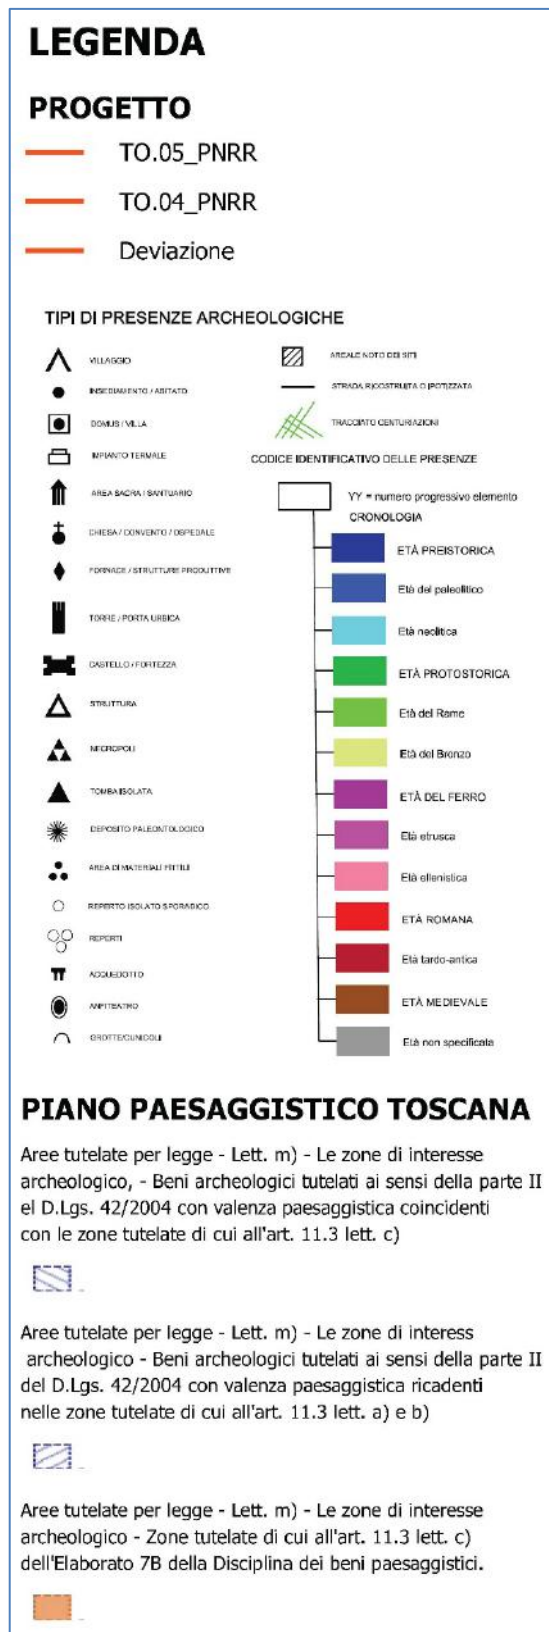 LEGENDA
PROGETTO
TO.05_PNRR
TO.04_PNRR
Deviazione
TIPI DI PRESENZE ARCHEOLOGICHE
VILLAGGIO
INSEDIAMENTO / ABITATO
DOMUS / VILLA
IMPIANTO TERMALE
AREA SACRA / SANTUARIO
CHIESA / CONVENTO / OSPEDALE
FORNACE / STRUTTURE PRODUTTIVE
TORRE / PORTA URBICA
CASTELLO / FORTEZZA
STRUTTURA
NECROPOLI
TOMBA ISOLATA
DEPOSITO PALEONTOLOGICO
AREA DI MATERIALI FITTILI
REPERTO ISOLATO SPORADICO
REPERTI
ACQUEDOTTO
ANFITEATRO
GROTTE/CUNICOLI
AREALE NOTO DEI SITI
STRADA RICOSTRUITA O IPOTIZZATA
TRACCIATO CENTURIAZIONI
CODICE IDENTIFICATIVO DELLE PRESENZE
YY = numero progressivo elemento
CRONOLOGIA
ETÀ PREISTORICA
Età del paleolitico
Età neolitica
ETÀ PROTOSTORICA
Età del Rame
Età del Bronzo
ETÀ DEL FERRO
Età etrusca
Età ellenistica
ETÀ ROMANA
Età tardo-antica
ETÀ MEDIEVALE
Età non specificata
PIANO PAESAGGISTICO TOSCANA
Aree tutelate per legge - Lett. m) - Le zone di interesse
archeologico, - Beni archeologici tutelati ai sensi della parte II
el D.Lgs. 42/2004 con valenza paesaggistica coincidenti
con le zone tutelate di cui all'art. 11.3 lett. c)
Aree tutelate per legge - Lett. m) - Le zone di interess
archeologico - Beni archeologici tutelati ai sensi della parte II
del D.Lgs. 42/2004 con valenza paesaggistica ricadenti
nelle zone tutelate di cui all'art. 11.3 lett. a) e b)
Aree tutelate per legge - Lett. m) - Le zone di interesse
archeologico - Zone tutelate di cui all'art. 11.3 lett. c)
dell'Elaborato 7B della Disciplina dei beni paesaggistici.